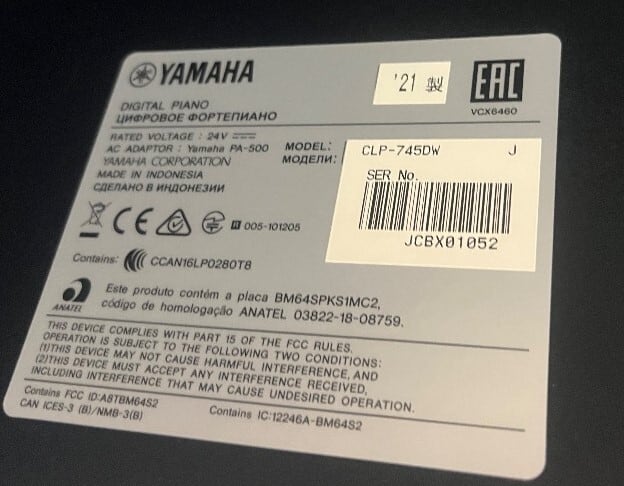 YAMAHA
'21 製
EAC
VCX6460
DIGITAL PIANO
ЦИФРОВОЕ ФОРТЕПИАНО
RATED VOLTAGE : 24V
AC ADAPTOR : Yamaha PA-500
YAMAHA CORPORATION
MADE IN INDONESIA
СДЕЛАНО В ИНДОНЕЗИИ
MODEL: CLP-745DW J
МОДЕЛИ:
SER No.
JCBX01052
CE
R 005-101205
Contains: CCAN16LP0280T8
ANATEL
Este produto contém a placa BM64SPKS1MC2,
código de homologação ANATEL 03822-18-08759.
THIS DEVICE COMPLIES WITH PART 15 OF THE FCC RULES.
OPERATION IS SUBJECT TO THE FOLLOWING TWO CONDITIONS:
(1)THIS DEVICE MAY NOT CAUSE HARMFUL INTERFERENCE, AND
(2)THIS DEVICE MUST ACCEPT ANY INTERFERENCE RECEIVED,
INCLUDING INTERFERENCE THAT MAY CAUSE UNDESIRED OPERATION.
Contains FCC ID:A8TBM64S2
Contains IC:12246A-BM64S2
CAN ICES-3 (B)/NMB-3(B)